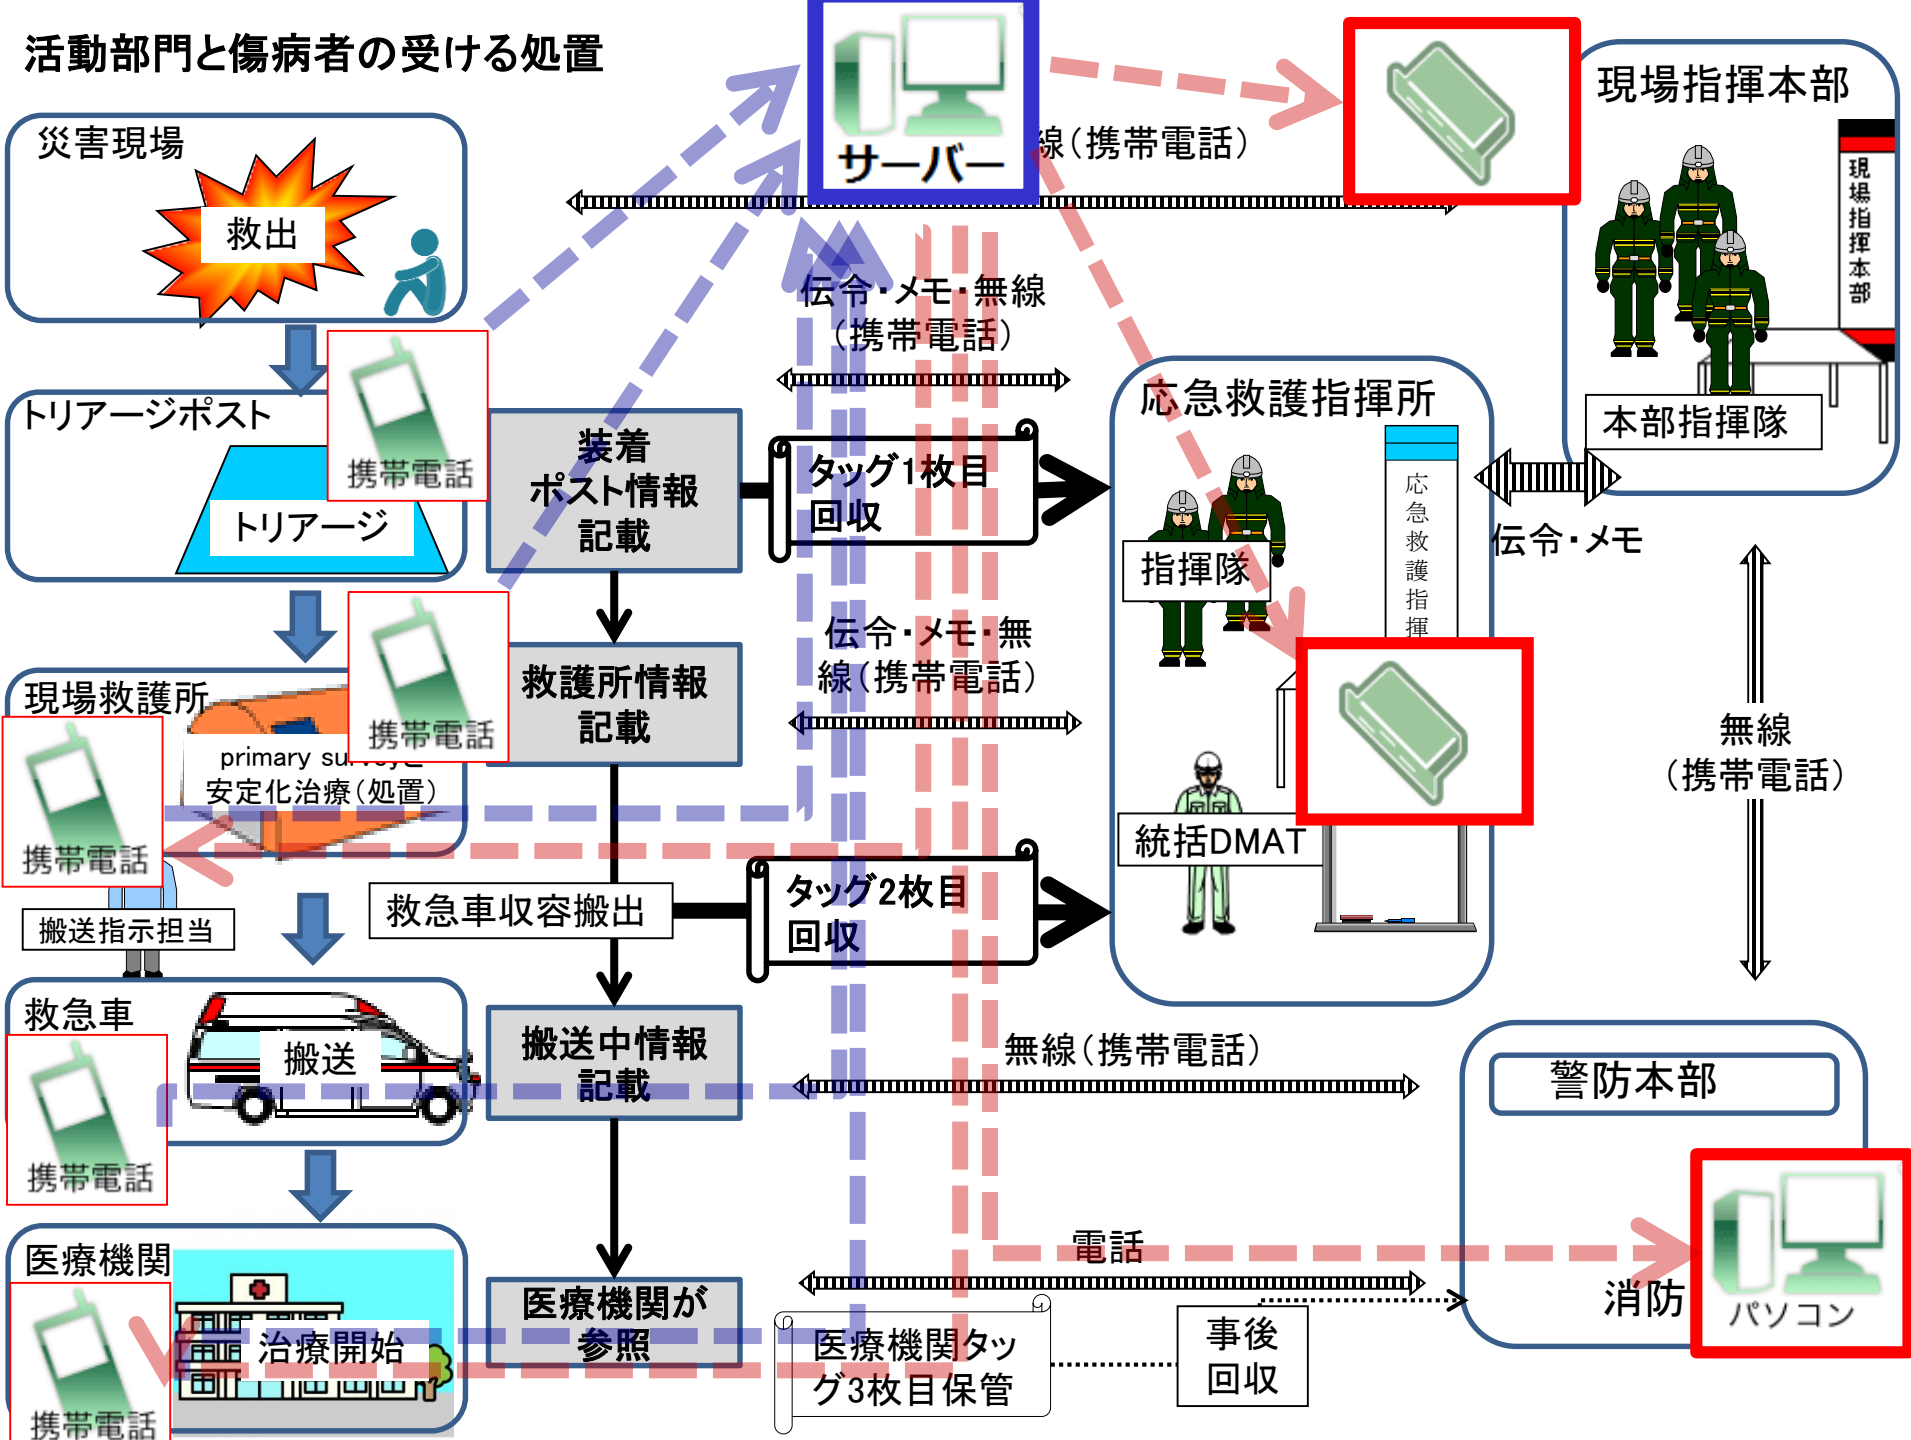 活動部門と傷病者の受ける処置
サーバー
線(携帯電話)
現場指揮本部
現場指揮本部
本部指揮隊
災害現場
救出
伝令・メモ・無線
(携帯電話)
携帯電話
トリアージポスト
トリアージ
装着
ポスト情報
記載
タッグ1枚目
回収
応急救護指揮所
応急救護指揮
指揮隊
伝令・メモ
携帯電話
現場救護所
primary survey
安定化治療(処置)
携帯電話
救護所情報
記載
伝令・メモ・無
線(携帯電話)
統括DMAT
無線
(携帯電話)
搬送指示担当
救急車収容搬出
タッグ2枚目
回収
救急車
搬送
携帯電話
搬送中情報
記載
無線(携帯電話)
警防本部
消防
パソコン
電話
医療機関
治療開始
携帯電話
医療機関が
参照
医療機関タッ
グ3枚目保管
事後
回収